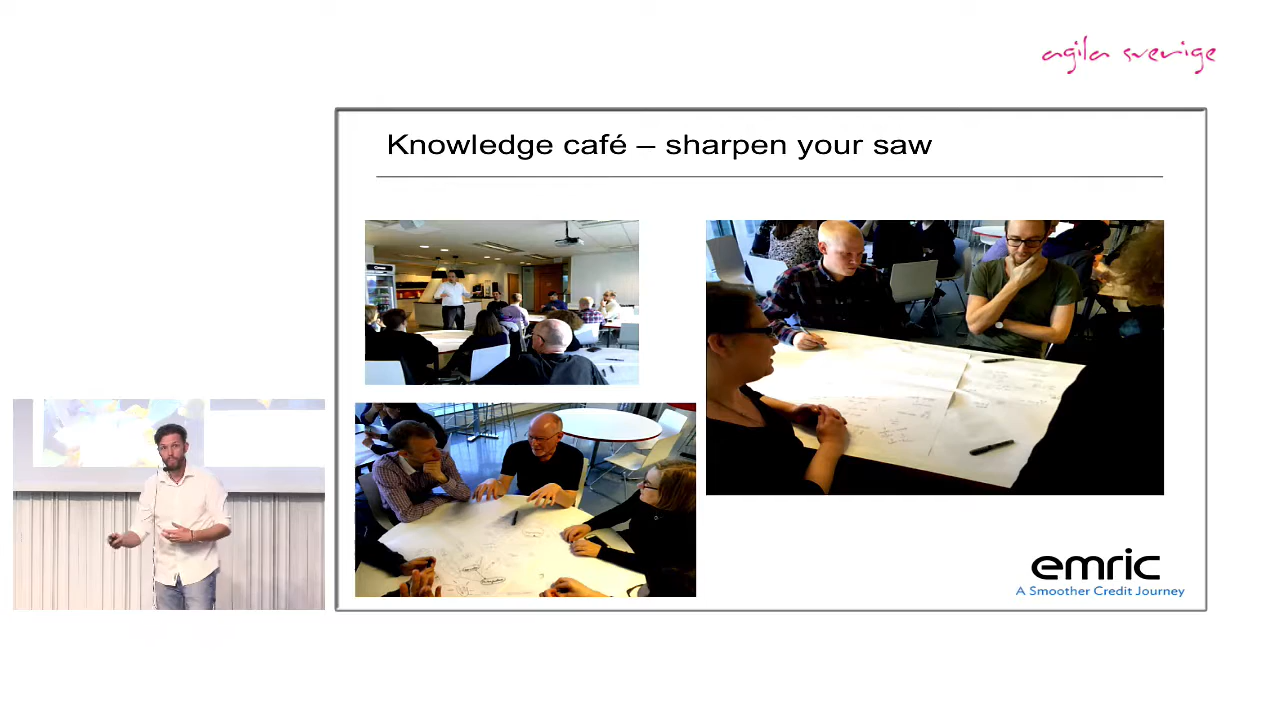 agila sverige
Knowledge café – sharpen your saw
emric
A Smoother Credit Journey